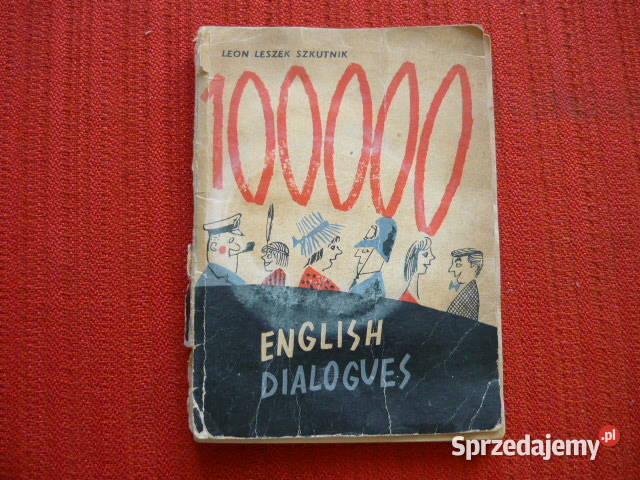 LEON LESZEK SZKUTNIK
100000
ENGLISH
DIALOGUES
Sprzedajemy.pl